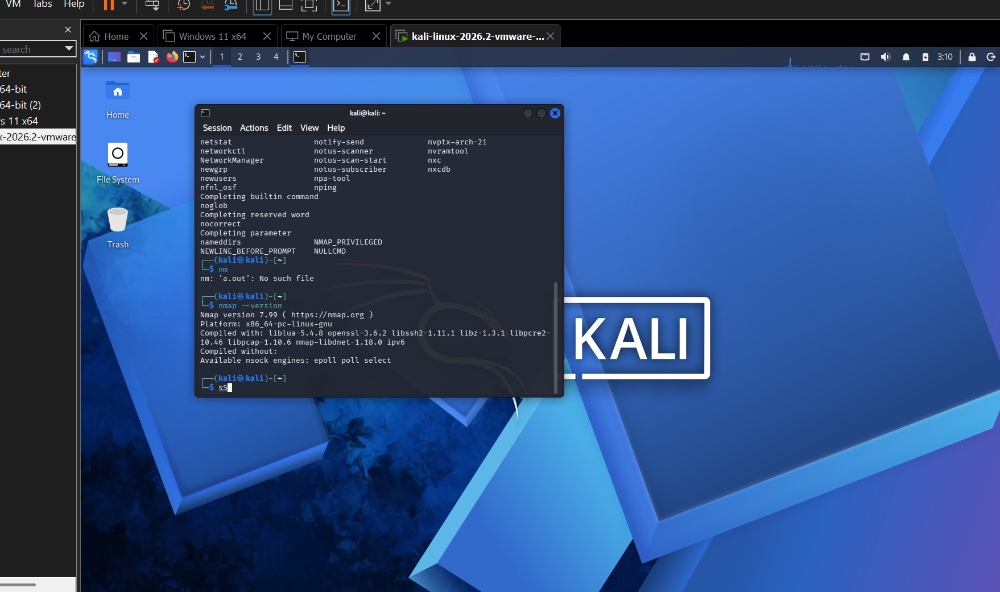 VM Tabs Help
search
ter
64-bit
64-bit (2)
s 11 x64
x-2026.2-vmware
Home
Windows 11 x64
My Computer
kali-linux-2026.2-vmware-...
1 2 3 4
3:10
Home
File System
Trash
kali@kali: ~
Session Actions Edit View Help
netstat notify-send nvptx-arch-21
networkctl notus-scanner nvramtool
NetworkManager notus-scan-start nxc
newgrp notus-subscriber nxcdb
newusers npa-tool
nfnl_osf nping
Completing builtin command
noglob
Completing reserved word
nocorrect
Completing parameter
nameddirs NMAP_PRIVILEGED
NEWLINE_BEFORE_PROMPT NULLCMD
┌──(kali㉿kali)-[~]
└─$ nm
nm: 'a.out': No such file
┌──(kali㉿kali)-[~]
└─$ nmap --version
Nmap version 7.99 ( https://nmap.org )
Platform: x86_64-pc-linux-gnu
Compiled with: liblua-5.4.8 openssl-3.6.2 libssh2-1.11.1 libz-1.3.1 libpcre2-
10.46 libpcap-1.10.6 nmap-libdnet-1.18.0 ipv6
Compiled without:
Available nsock engines: epoll poll select
┌──(kali㉿kali)-[~]
└─$ sS
KALI